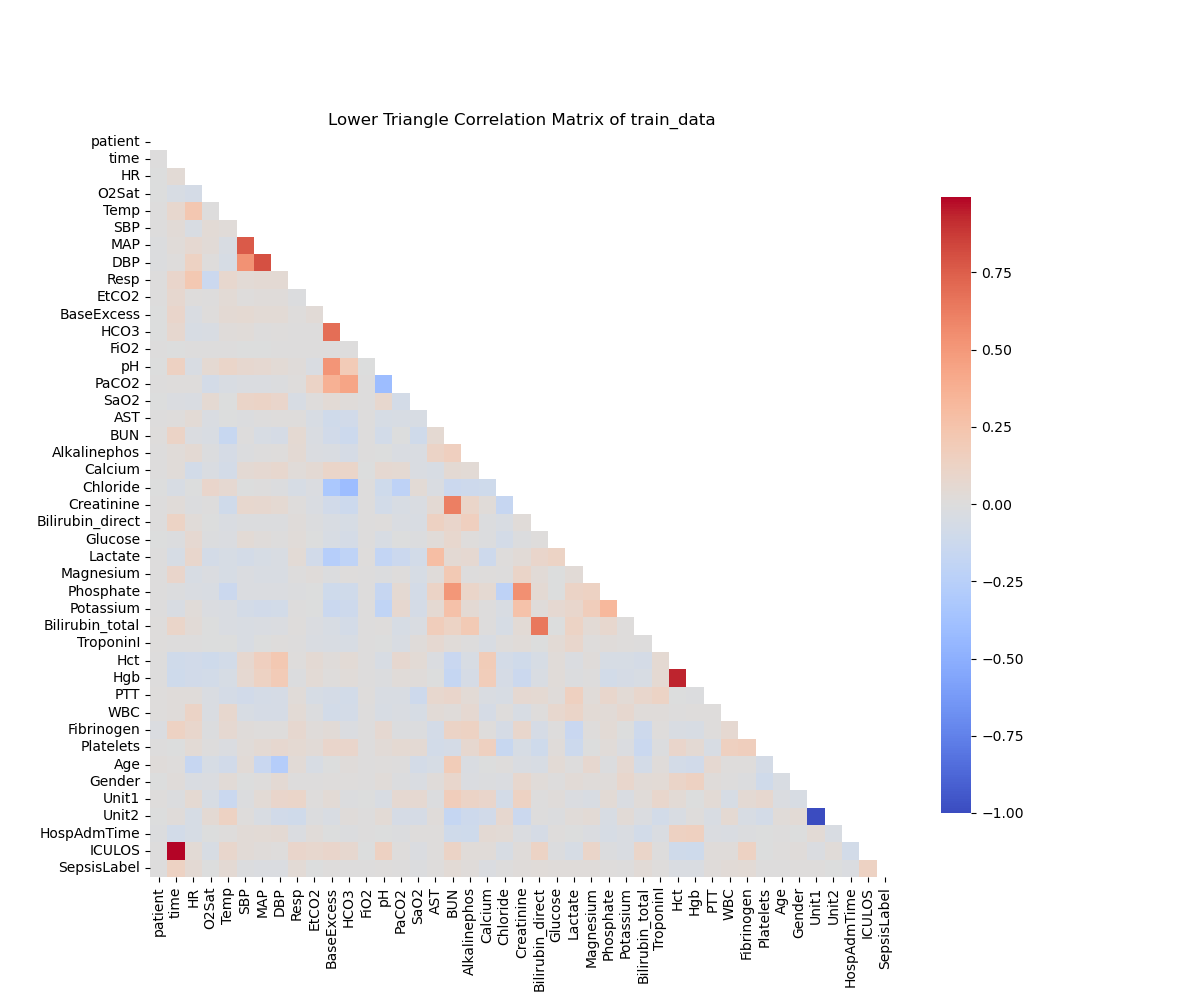 Lower Triangle Correlation Matrix of train_data
patient
time
HR
O2Sat
Temp
SBP
MAP
DBP
Resp
EtCO2
BaseExcess
HCO3
FiO2
pH
PaCO2
SaO2
AST
BUN
Alkalinephos
Calcium
Chloride
Creatinine
Bilirubin_direct
Glucose
Lactate
Magnesium
Phosphate
Potassium
Bilirubin_total
TroponinI
Hct
Hgb
PTT
WBC
Fibrinogen
Platelets
Age
Gender
Unit1
Unit2
HospAdmTime
ICULOS
SepsisLabel
patient
time
HR
O2Sat
Temp
SBP
MAP
DBP
Resp
EtCO2
BaseExcess
HCO3
FiO2
pH
PaCO2
SaO2
AST
BUN
Alkalinephos
Calcium
Chloride
Creatinine
Bilirubin_direct
Glucose
Lactate
Magnesium
Phosphate
Potassium
Bilirubin_total
TroponinI
Hct
Hgb
PTT
WBC
Fibrinogen
Platelets
Age
Gender
Unit1
Unit2
HospAdmTime
ICULOS
SepsisLabel
0.75
0.50
0.25
0.00
−0.25
−0.50
−0.75
−1.00